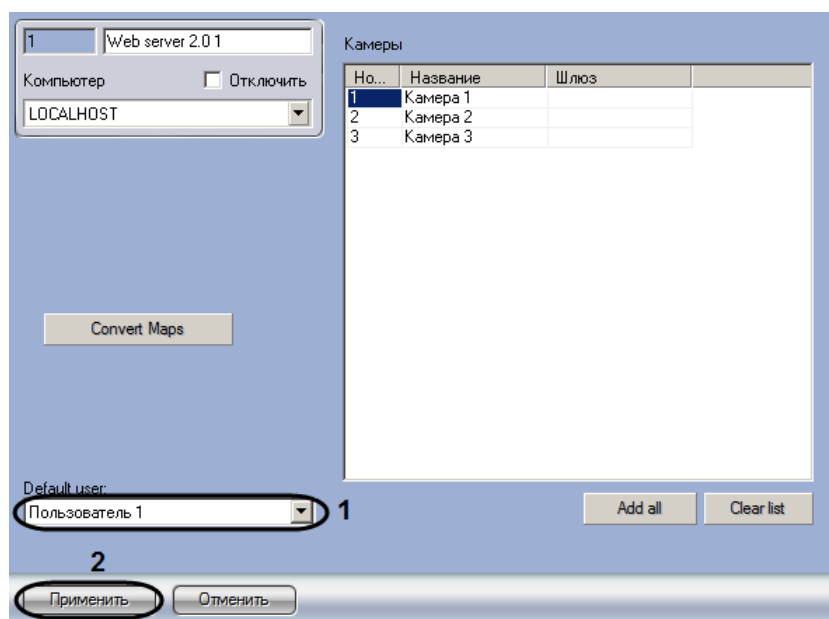 1 Web server 2.0 1
Компьютер Отключить
LOCALHOST
Камеры
Но... Название Шлюз
1 Камера 1
2 Камера 2
3 Камера 3
Convert Maps
Default user:
Пользователь 1
1
Add all Clear list
2
Применить Отменить